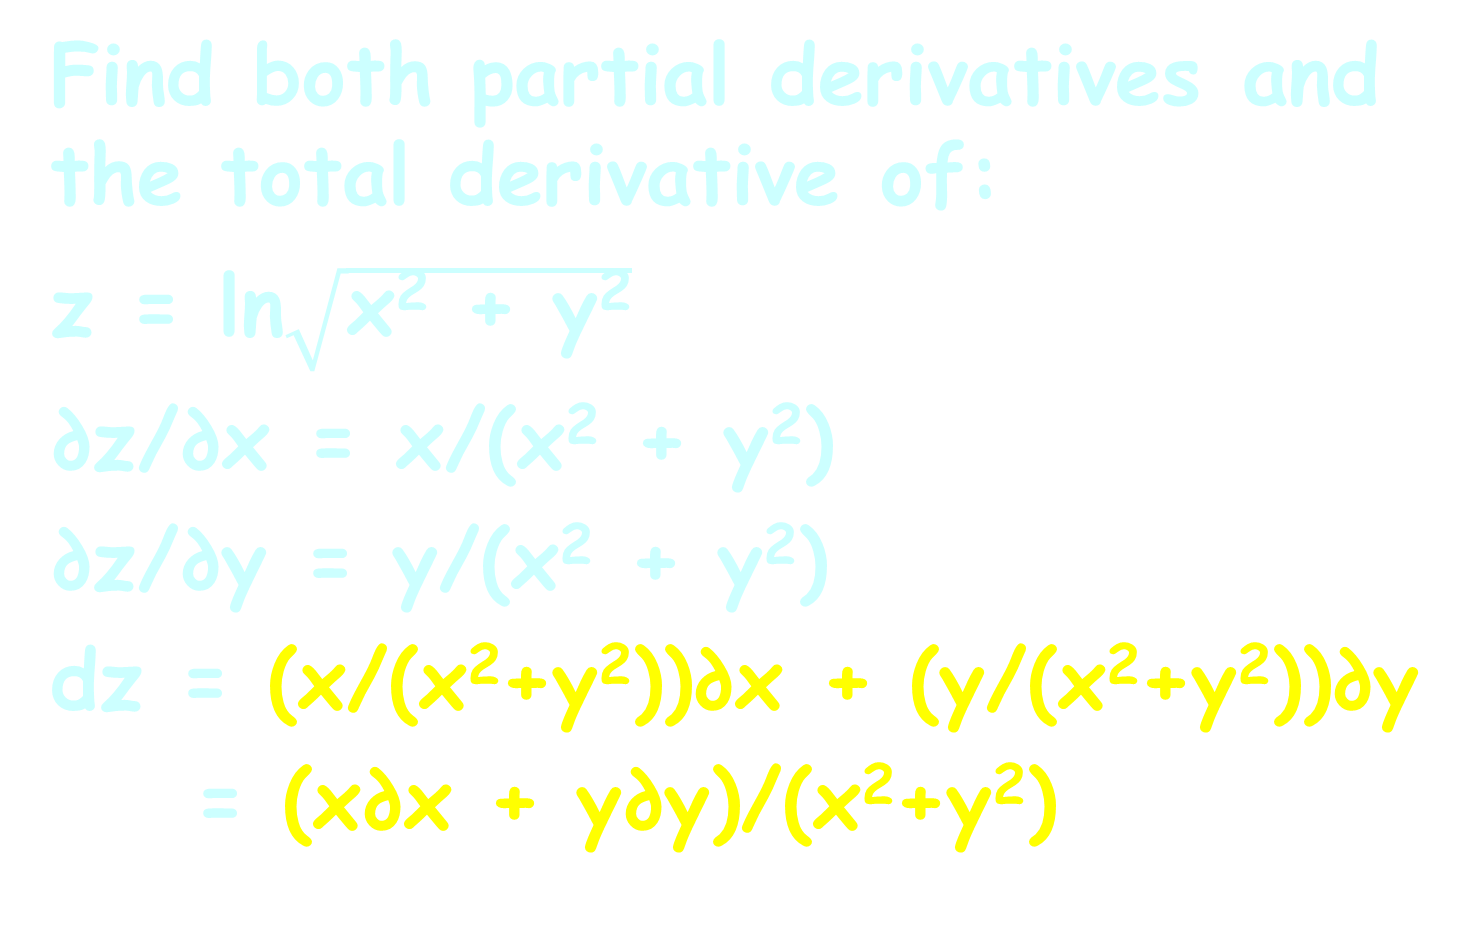 Find both partial derivatives and
the total derivative of:
z = ln√x² + y²
∂z/∂x = x/(x² + y²)
∂z/∂y = y/(x² + y²)
dz = (x/(x²+y²))∂x + (y/(x²+y²))∂y
= (x∂x + y∂y)/(x²+y²)